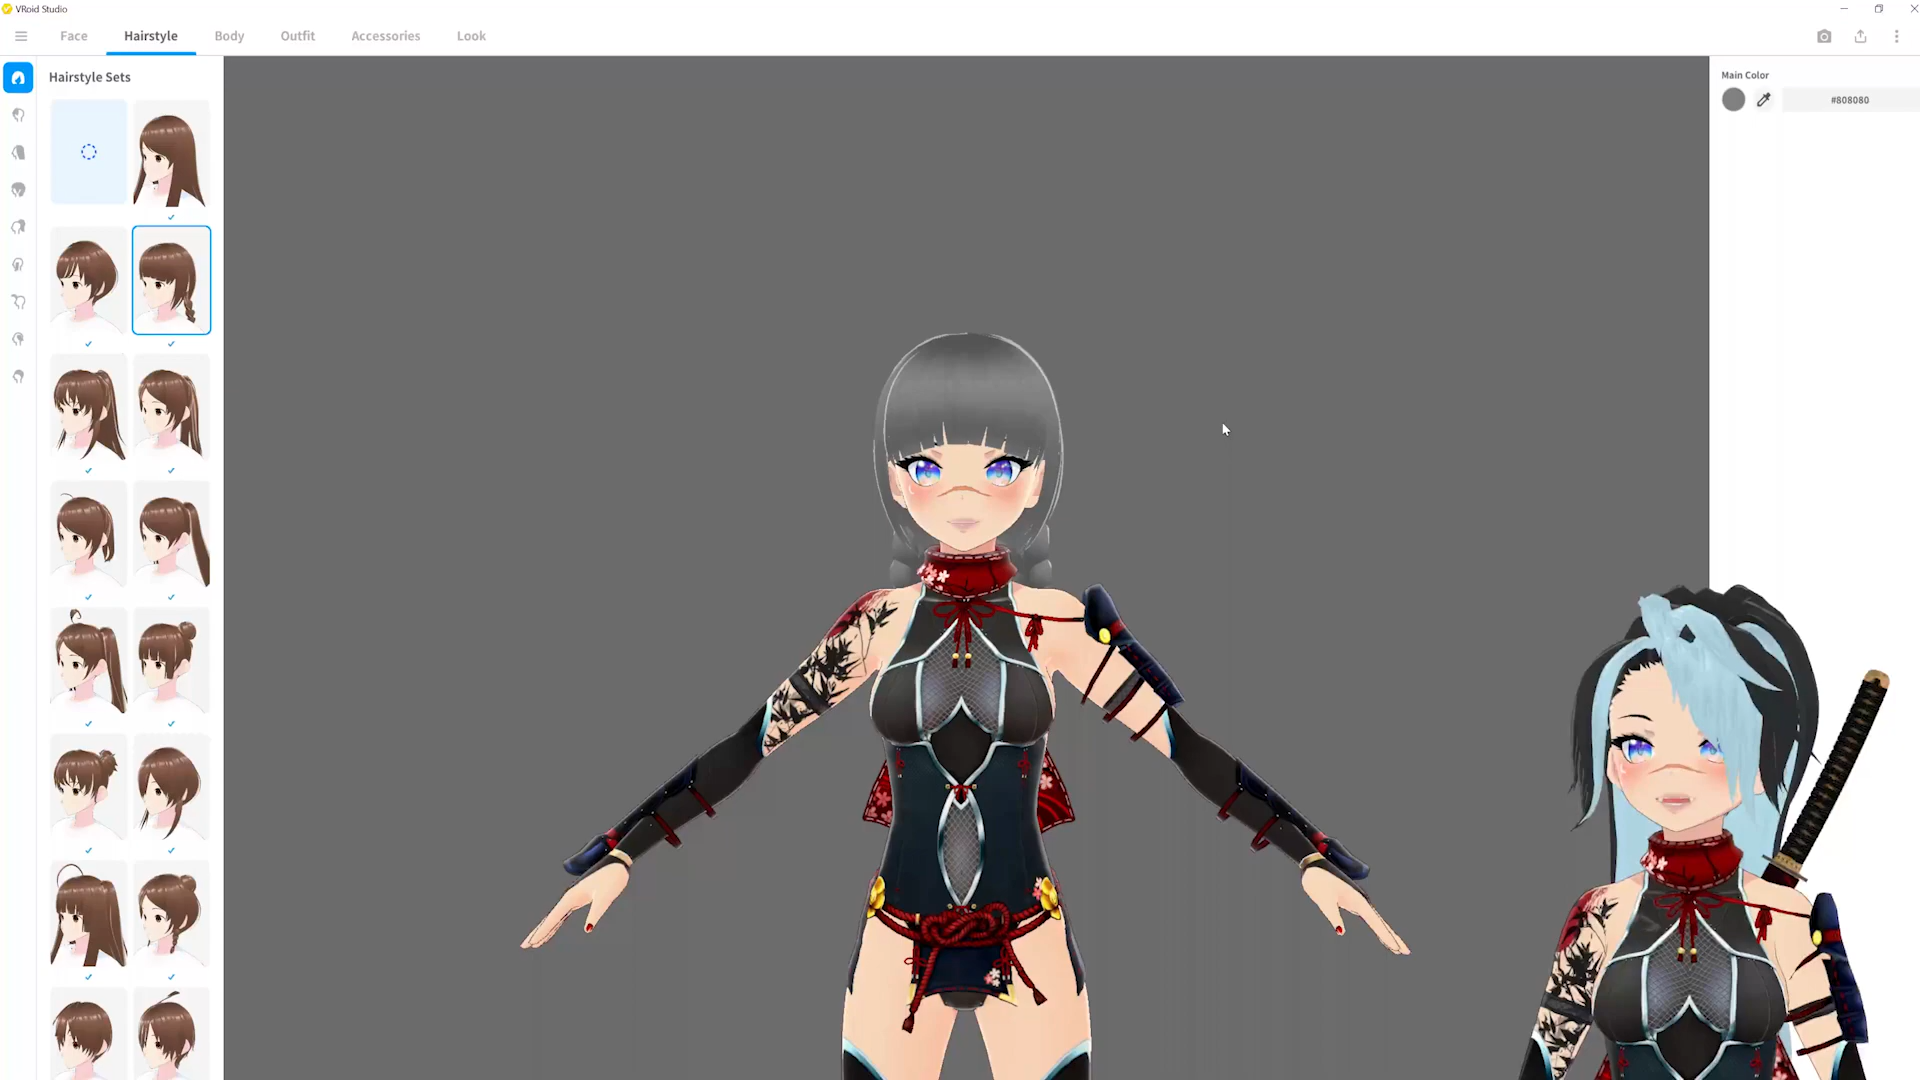 VRoid Studio
Face Hairstyle Body Outfit Accessories Look
Hairstyle Sets
Main Color
#808080